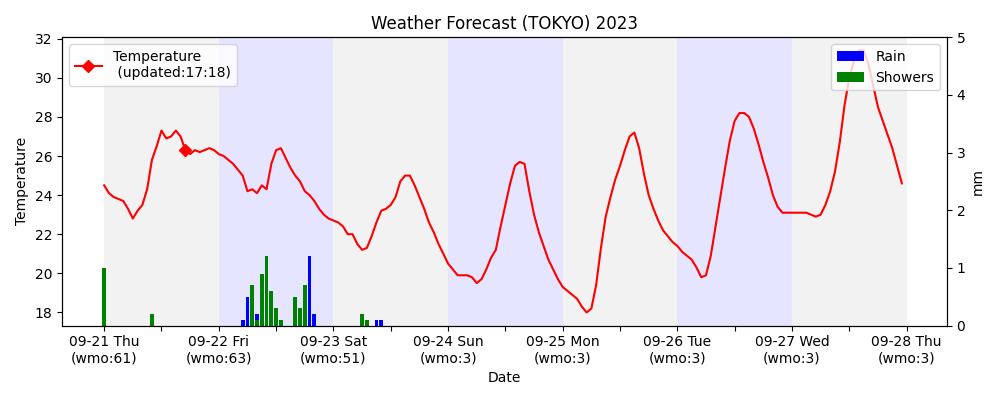 Weather Forecast (TOKYO) 2023
Temperature
(updated:17:18)
Rain
Showers
32
30
28
26
24
22
20
18
Temperature
5
4
3
2
1
0
mm
09-21 Thu
(wmo:61)
09-22 Fri
(wmo:63)
09-23 Sat
(wmo:51)
09-24 Sun
(wmo:3)
09-25 Mon
(wmo:3)
09-26 Tue
(wmo:3)
09-27 Wed
(wmo:3)
09-28 Thu
(wmo:3)
Date